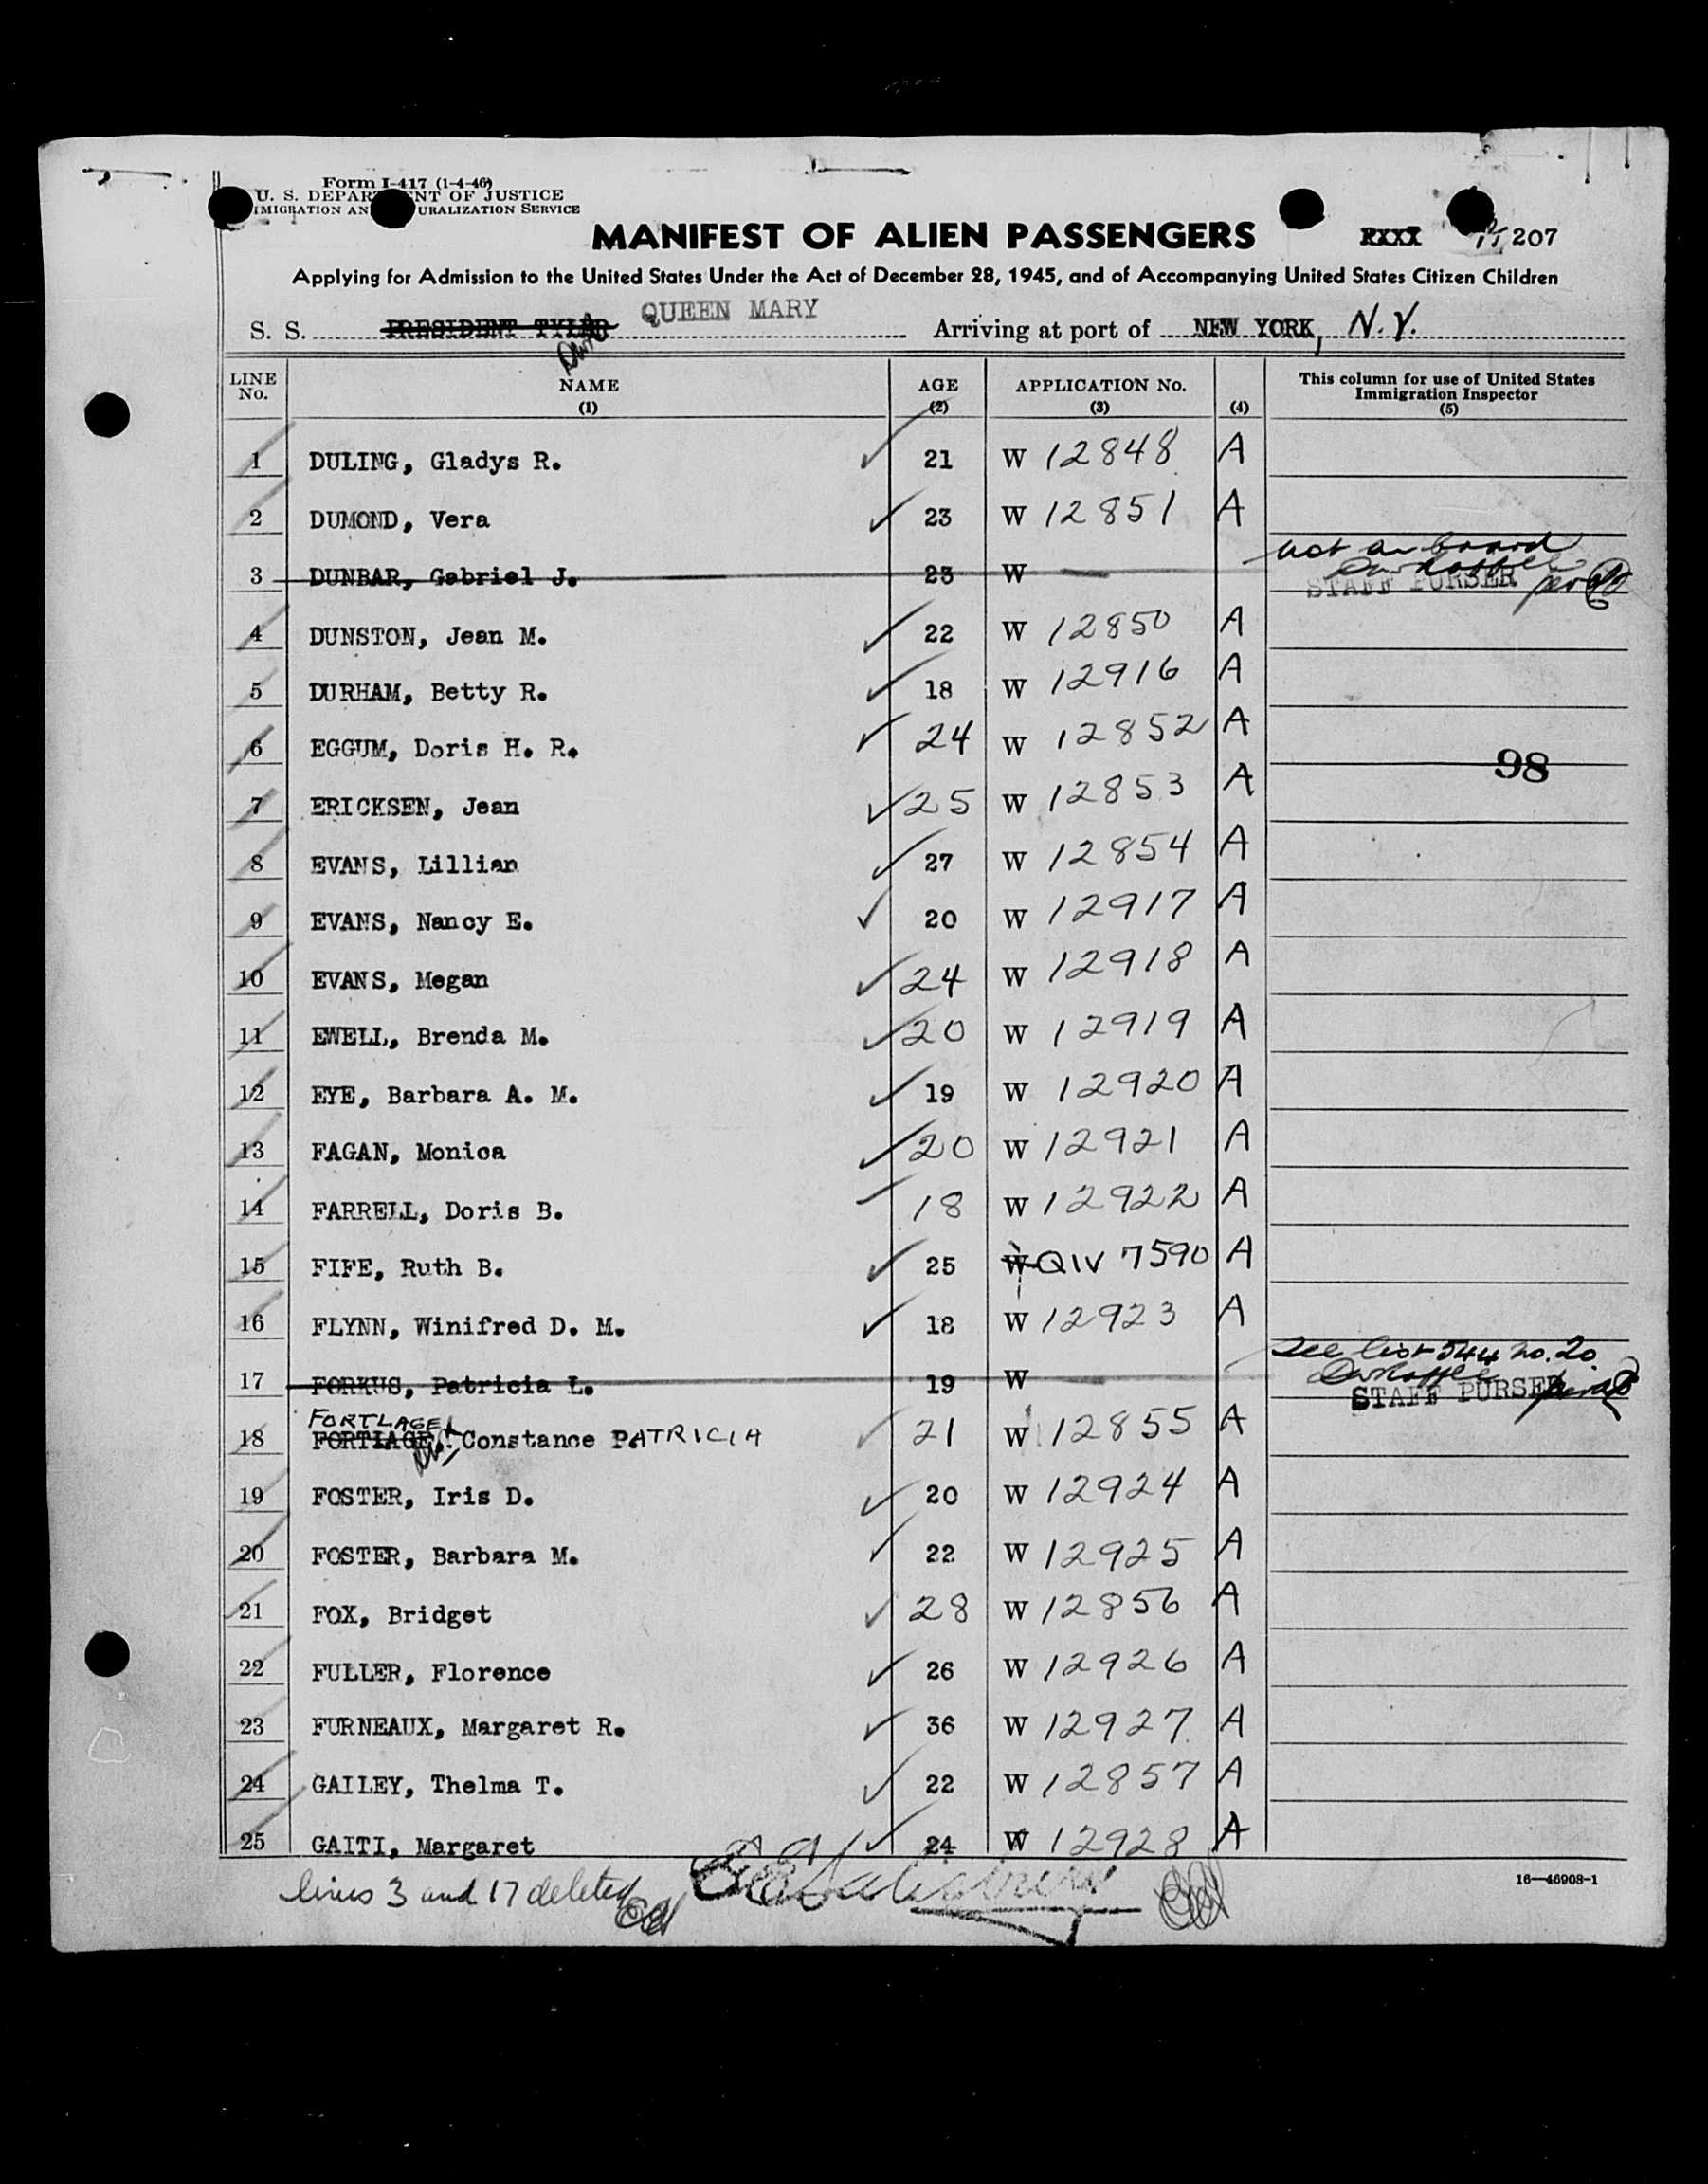 Form I-417 (1-4-46)
U. S. DEPARTMENT OF JUSTICE
IMIGRATION AN URALIZATION SERVICE
MANIFEST OF ALIEN PASSENGERS
207
Applying for Admission to the United States Under the Act of December 28, 1945, and of Accompanying United States Citizen Children
S. S. PRESIDENT TYLER QUEEN MARY Arriving at port of NEW YORK, N.Y.
LINE No. NAME (1) AGE (2) APPLICATION No. (3) (4) This column for use of United States Immigration Inspector (5)
1 DULING, Gladys R. 21 W 12848 A
2 DUMOND, Vera 23 W 12851 A
3 DUNBAR, Gabriel J. 23 W not on board STAFF PURSER
4 DUNSTON, Jean M. 22 W 12850 A
5 DURHAM, Betty R. 18 W 12916 A
6 EGGUM, Doris H. R. 24 W 12852 A
98
7 ERICKSEN, Jean 25 W 12853 A
8 EVANS, Lillian 27 W 12854 A
9 EVANS, Nancy E. 20 W 12917 A
10 EVANS, Megan 24 W 12918 A
11 EWELL, Brenda M. 20 W 12919 A
12 EYE, Barbara A. M. 19 W 12920 A
13 FAGAN, Monica 20 W 12921 A
14 FARRELL, Doris B. 18 W 12922 A
15 FIFE, Ruth B. 25 W QIV 7590 A
16 FLYNN, Winifred D. M. 18 W 12923 A
17 FORKUS, Patricia L. 19 W See list 544 no. 20 STAFF PURSER
18 FORTIAGE, FORTLAGE Constance PATRICIA 21 W 12855 A
19 FOSTER, Iris D. 20 W 12924 A
20 FOSTER, Barbara M. 22 W 12925 A
21 FOX, Bridget 28 W 12856 A
22 FULLER, Florence 26 W 12926 A
23 FURNEAUX, Margaret R. 36 W 12927 A
24 GAILEY, Thelma T. 22 W 12857 A
25 GAITI, Margaret 24 W 12928 A
lines 3 and 17 deleted
16—46908-1